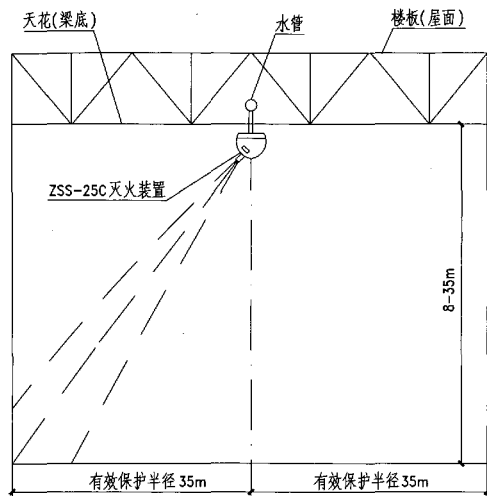 天花(梁底)
水管
楼板(屋面)
ZSS-25C灭火装置
8-35m
有效保护半径35m
有效保护半径35m